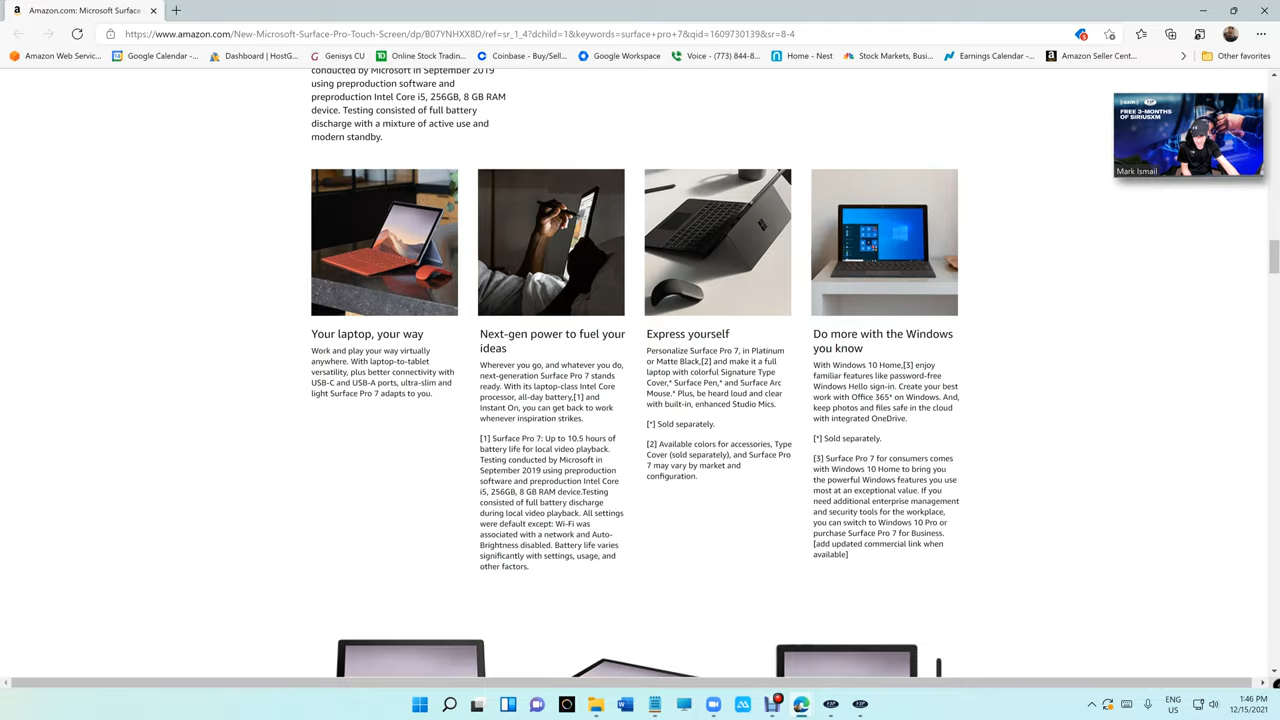 Amazon.com: Microsoft Surface
https://www.amazon.com/New-Microsoft-Surface-Pro-Touch-Screen/dp/B07YNHXX8D/ref=sr_1_4?dchild=1&keywords=surface+pro+7&qid=1609730139&sr=8-4
Amazon Web Servic...
Google Calendar -...
Dashboard | HostG...
Genisys CU
Online Stock Tradin...
Coinbase - Buy/Sell...
Google Workspace
Voice - (773) 844-8...
Home - Nest
Stock Markets, Busi...
Earnings Calendar -...
Amazon Seller Cent...
Other favorites
conducted by Microsoft in September 2019
using preproduction software and
preproduction Intel Core i5, 256GB, 8 GB RAM
device. Testing consisted of full battery
discharge with a mixture of active use and
modern standby.
FREE 3-MONTHS
OF SIRIUSXM
Mark Ismail
Your laptop, your way
Work and play your way virtually
anywhere. With laptop-to-tablet
versatility, plus better connectivity with
USB-C and USB-A ports, ultra-slim and
light Surface Pro 7 adapts to you.
Next-gen power to fuel your
ideas
Wherever you go, and whatever you do,
next-generation Surface Pro 7 stands
ready. With its laptop-class Intel Core
processor, all-day battery,[1] and
Instant On, you can get back to work
whenever inspiration strikes.
[1] Surface Pro 7: Up to 10.5 hours of
battery life for local video playback.
Testing conducted by Microsoft in
September 2019 using preproduction
software and preproduction Intel Core
i5, 256GB, 8 GB RAM device.Testing
consisted of full battery discharge
during local video playback. All settings
were default except: Wi-Fi was
associated with a network and Auto-
Brightness disabled. Battery life varies
significantly with settings, usage, and
other factors.
Express yourself
Personalize Surface Pro 7, in Platinum
or Matte Black,[2] and make it a full
laptop with colorful Signature Type
Cover,* Surface Pen,* and Surface Arc
Mouse.* Plus, be heard loud and clear
with built-in, enhanced Studio Mics.
[*] Sold separately.
[2] Available colors for accessories, Type
Cover (sold separately), and Surface Pro
7 may vary by market and
configuration.
Do more with the Windows
you know
With Windows 10 Home,[3] enjoy
familiar features like password-free
Windows Hello sign-in. Create your best
work with Office 365* on Windows. And,
keep photos and files safe in the cloud
with integrated OneDrive.
[*] Sold separately.
[3] Surface Pro 7 for consumers comes
with Windows 10 Home to bring you
the powerful Windows features you use
most at an exceptional value. If you
need additional enterprise management
and security tools for the workplace,
you can switch to Windows 10 Pro or
purchase Surface Pro 7 for Business.
[add updated commercial link when
available]
ENG
US
1:46 PM
12/15/2021